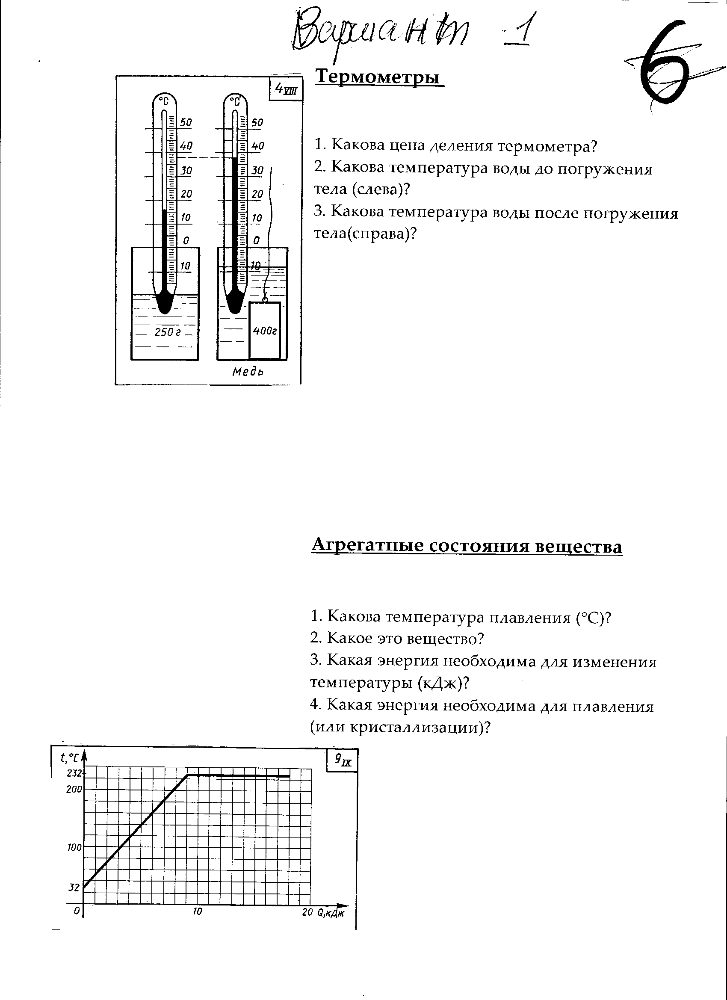 Вариант 1
6
Термометры
4VIII
°C °C
50 50
40 40
30 30
20 20
10 10
0 0
10 10
250г 400г
Медь
1. Какова цена деления термометра?
2. Какова температура воды до погружения
тела (слева)?
3. Какова температура воды после погружения
тела(справа)?
Агрегатные состояния вещества
1. Какова температура плавления (°С)?
2. Какое это вещество?
3. Какая энергия необходима для изменения
температуры (кДж)?
4. Какая энергия необходима для плавления
(или кристаллизации)?
t,°C
9IX
232
200
100
32
0 10 20 Q,кДж